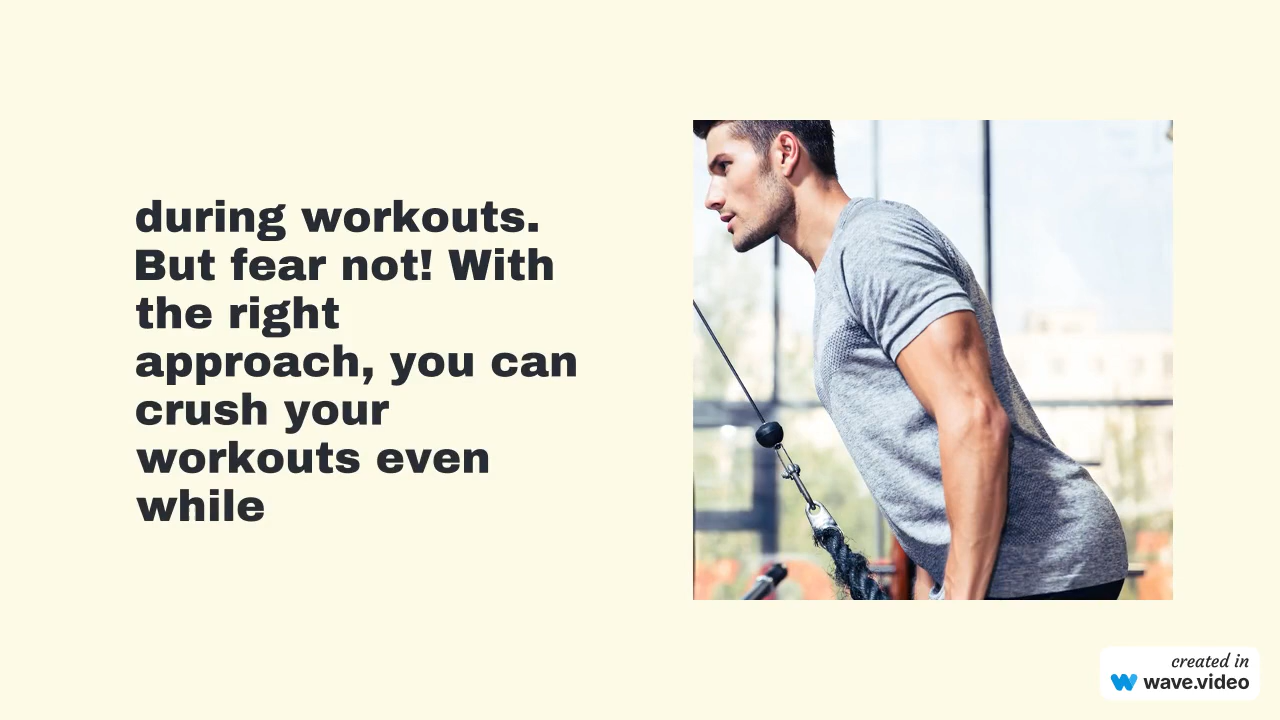 during workouts.
But fear not! With
the right
approach, you can
crush your
workouts even
while
created in
wave.video